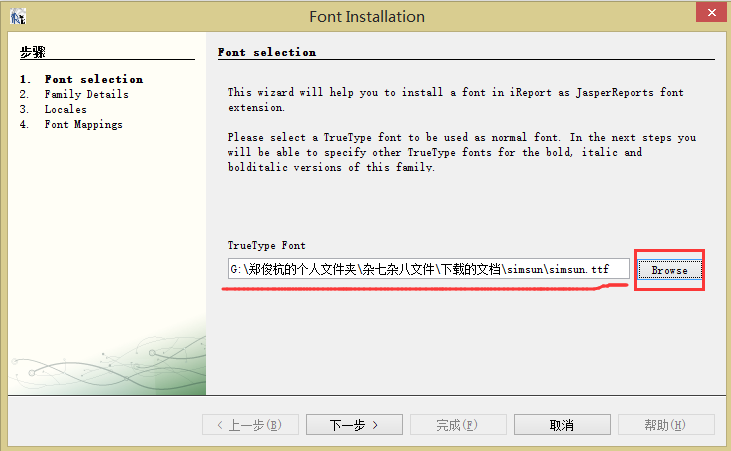 Font Installation
步骤
1. Font selection
2. Family Details
3. Locales
4. Font Mappings
Font selection
This wizard will help you to install a font in iReport as JasperReports font
extension.
Please select a TrueType font to be used as normal font. In the next steps you
will be able to specify other TrueType fonts for the bold, italic and
bolditalic versions of this family.
TrueType Font
G:\郑俊杭的个人文件夹\杂七杂八文件\下载的文档\simsun\simsun.ttf
Browse
< 上一步(B)
下一步 >
完成(F)
取消
帮助(H)